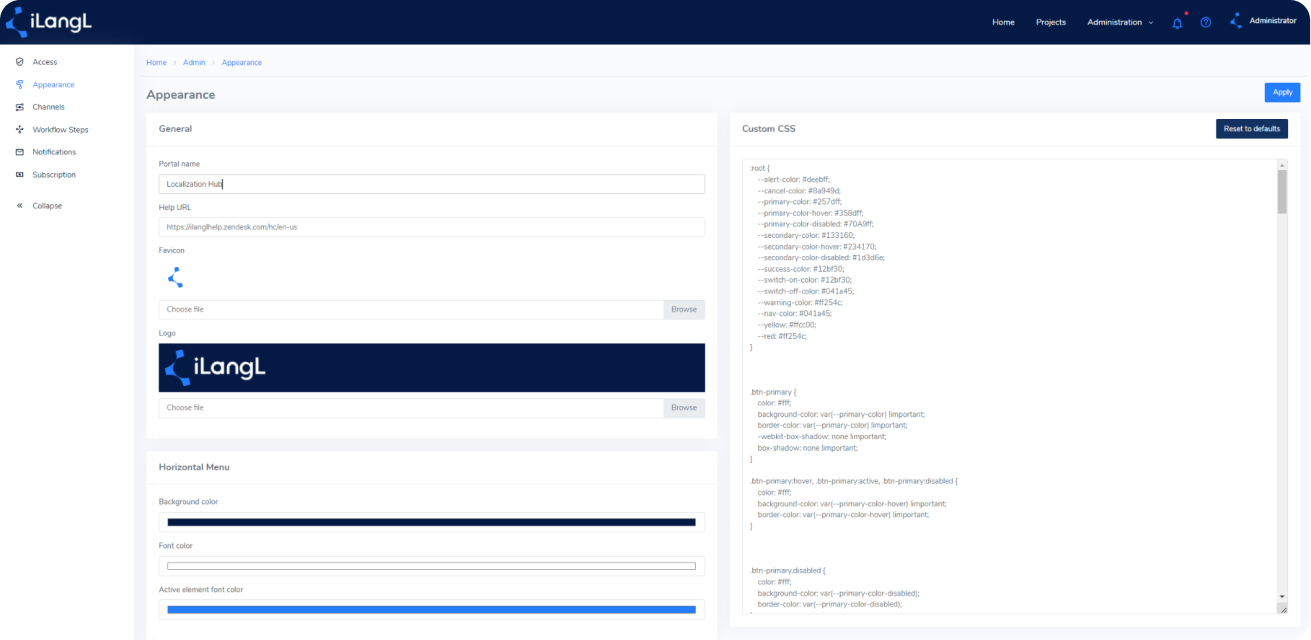 iLangL
Home
Projects
Administration
Administrator
Access
Appearance
Channels
Workflow Steps
Notifications
Subscription
Collapse
Home > Admin > Appearance
Appearance
Apply
General
Portal name
Localization Hub
Help URL
https://ilanglhelp.zendesk.com/hc/en-us
Favicon
Choose file
Browse
Logo
iLangL
Choose file
Browse
Horizontal Menu
Background color
Font color
Active element font color
Custom CSS
Reset to defaults
:root {
--alert-color: #deebff;
--cancel-color: #8a949d;
--primary-color: #257dff;
--primary-color-hover: #358dff;
--primary-color-disabled: #70A9ff;
--secondary-color: #133160;
--secondary-color-hover: #234170;
--secondary-color-disabled: #1d3d6e;
--success-color: #12bf30;
--switch-on-color: #12bf30;
--switch-off-color: #041a45;
--warning-color: #ff254c;
--nav-color: #041a45;
--yellow: #ffcc00;
--red: #ff254c;
}
.btn-primary {
color: #fff;
background-color: var(--primary-color) !important;
border-color: var(--primary-color) !important;
-webkit-box-shadow: none !important;
box-shadow: none !important;
}
.btn-primary:hover, .btn-primary:active, .btn-primary:disabled {
color: #fff;
background-color: var(--primary-color-hover) !important;
border-color: var(--primary-color-hover) !important;
}
.btn-primary.disabled {
color: #fff;
background-color: var(--primary-color-disabled);
border-color: var(--primary-color-disabled);